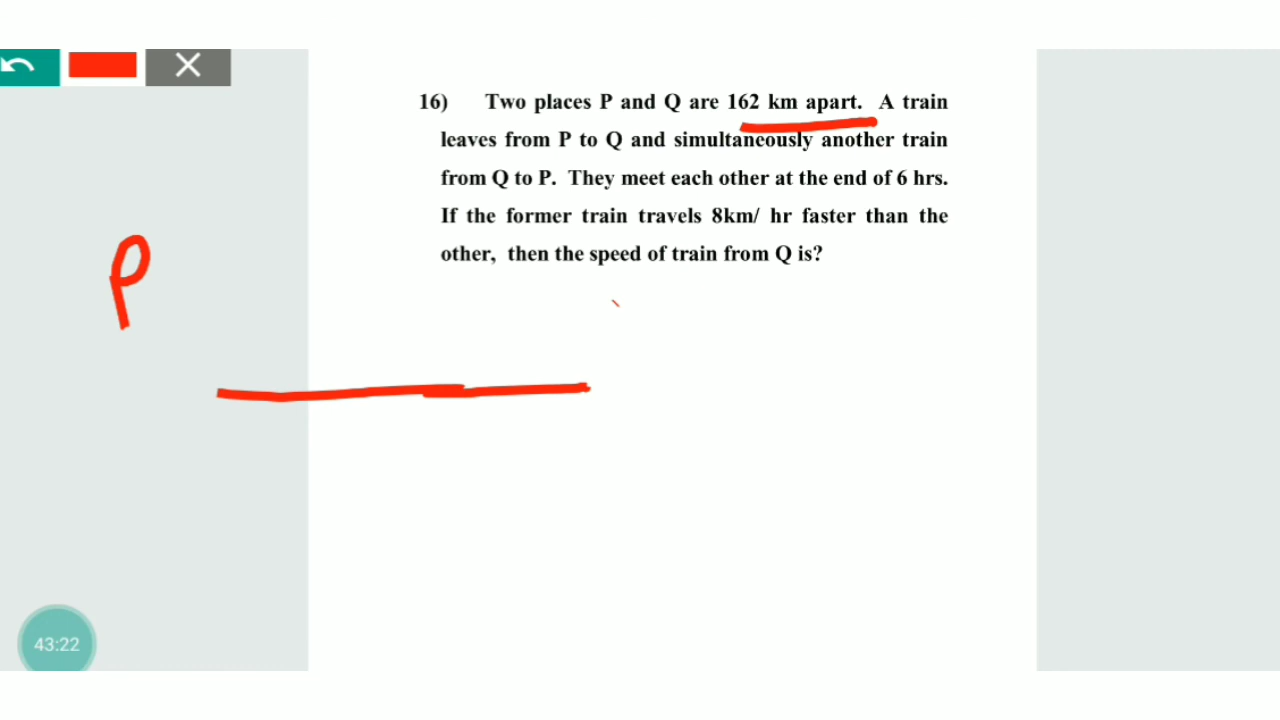 16) Two places P and Q are 162 km apart. A train
leaves from P to Q and simultaneously another train
from Q to P. They meet each other at the end of 6 hrs.
If the former train travels 8km/ hr faster than the
other, then the speed of train from Q is?
P
43:22